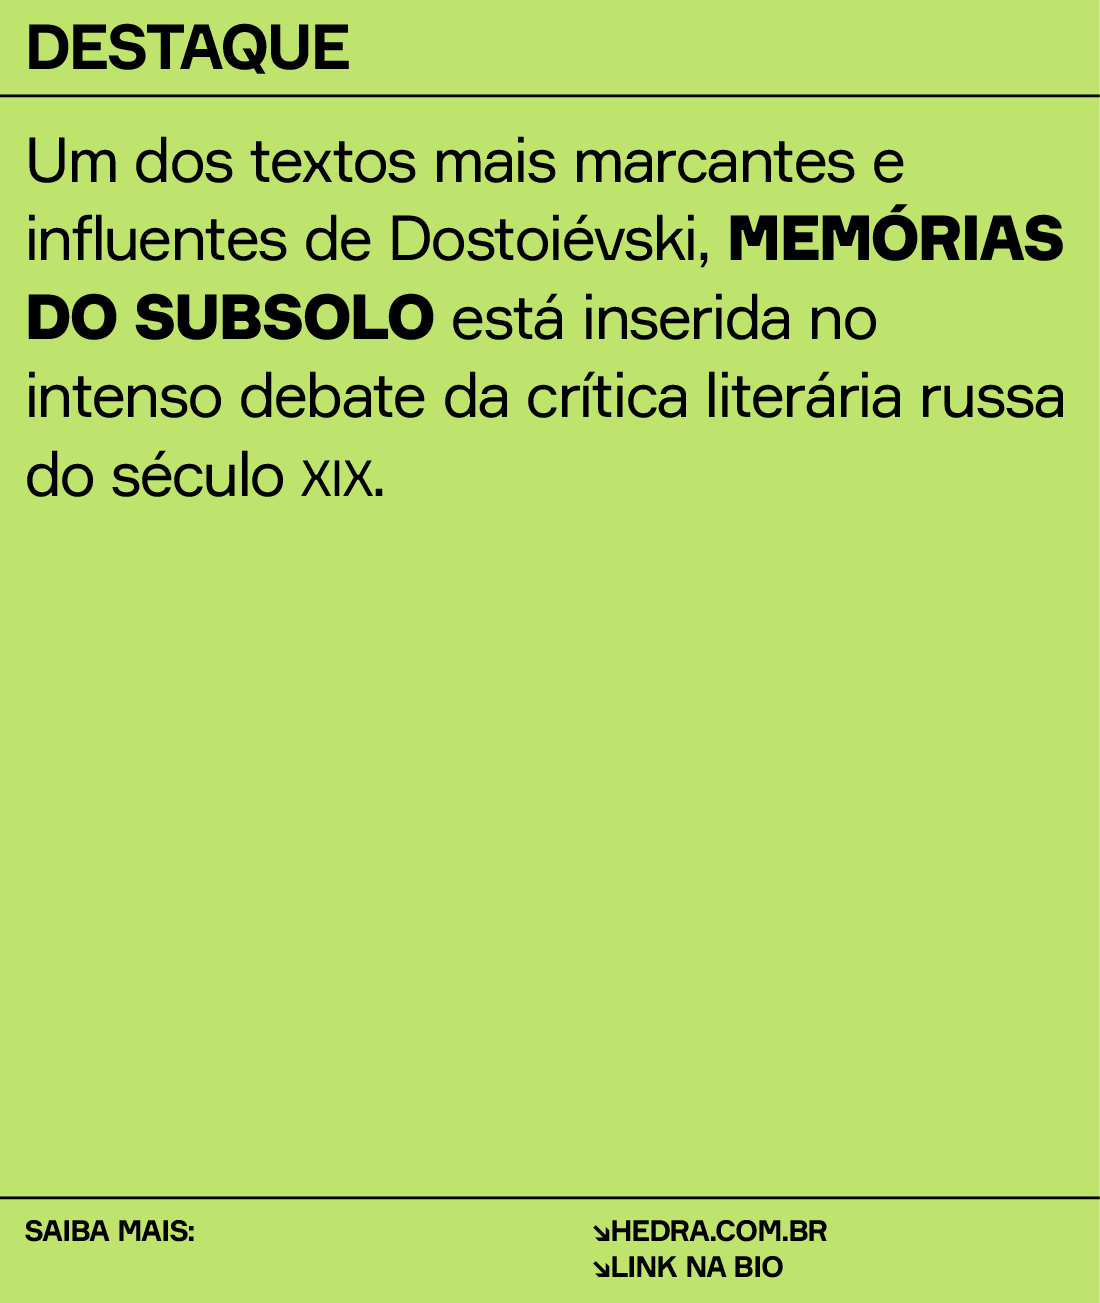 DESTAQUE
Um dos textos mais marcantes e
influentes de Dostoiévski, MEMÓRIAS
DO SUBSOLO está inserida no
intenso debate da crítica literária russa
do século XIX.
SAIBA MAIS:
↘HEDRA.COM.BR
↘LINK NA BIO